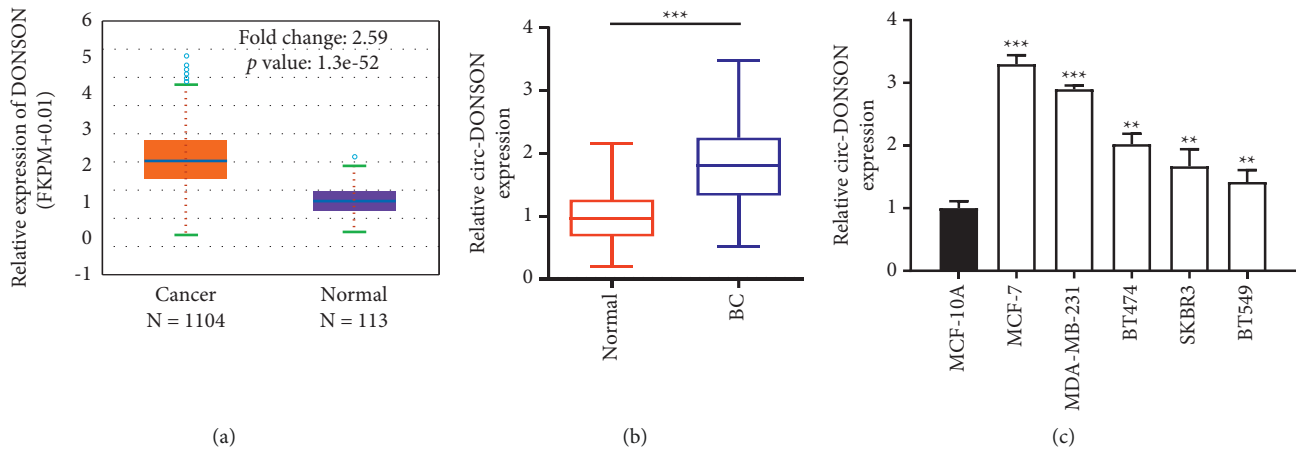 Relative expression of DONSON
(FKPM+0.01)
6
5
4
3
2
1
0
-1
Fold change: 2.59
p value: 1.3e-52
Cancer
N = 1104
Normal
N = 113
(a)
Relative circ-DONSON
expression
4
3
2
1
0
***
Normal
BC
(b)
Relative circ-DONSON
expression
4
3
2
1
0
***
***
**
**
**
MCF-10A
MCF-7
MDA-MB-231
BT474
SKBR3
BT549
(c)